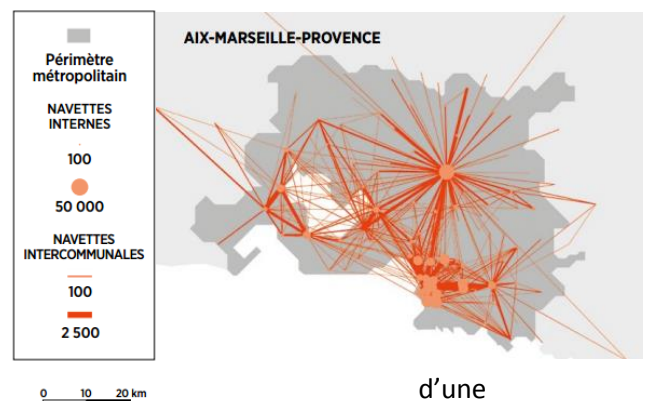 AIX-MARSEILLE-PROVENCE
Périmètre
métropolitain
NAVETTES
INTERNES
100
50 000
NAVETTES
INTERCOMMUNALES
100
2 500
0 10 20 km
d’une